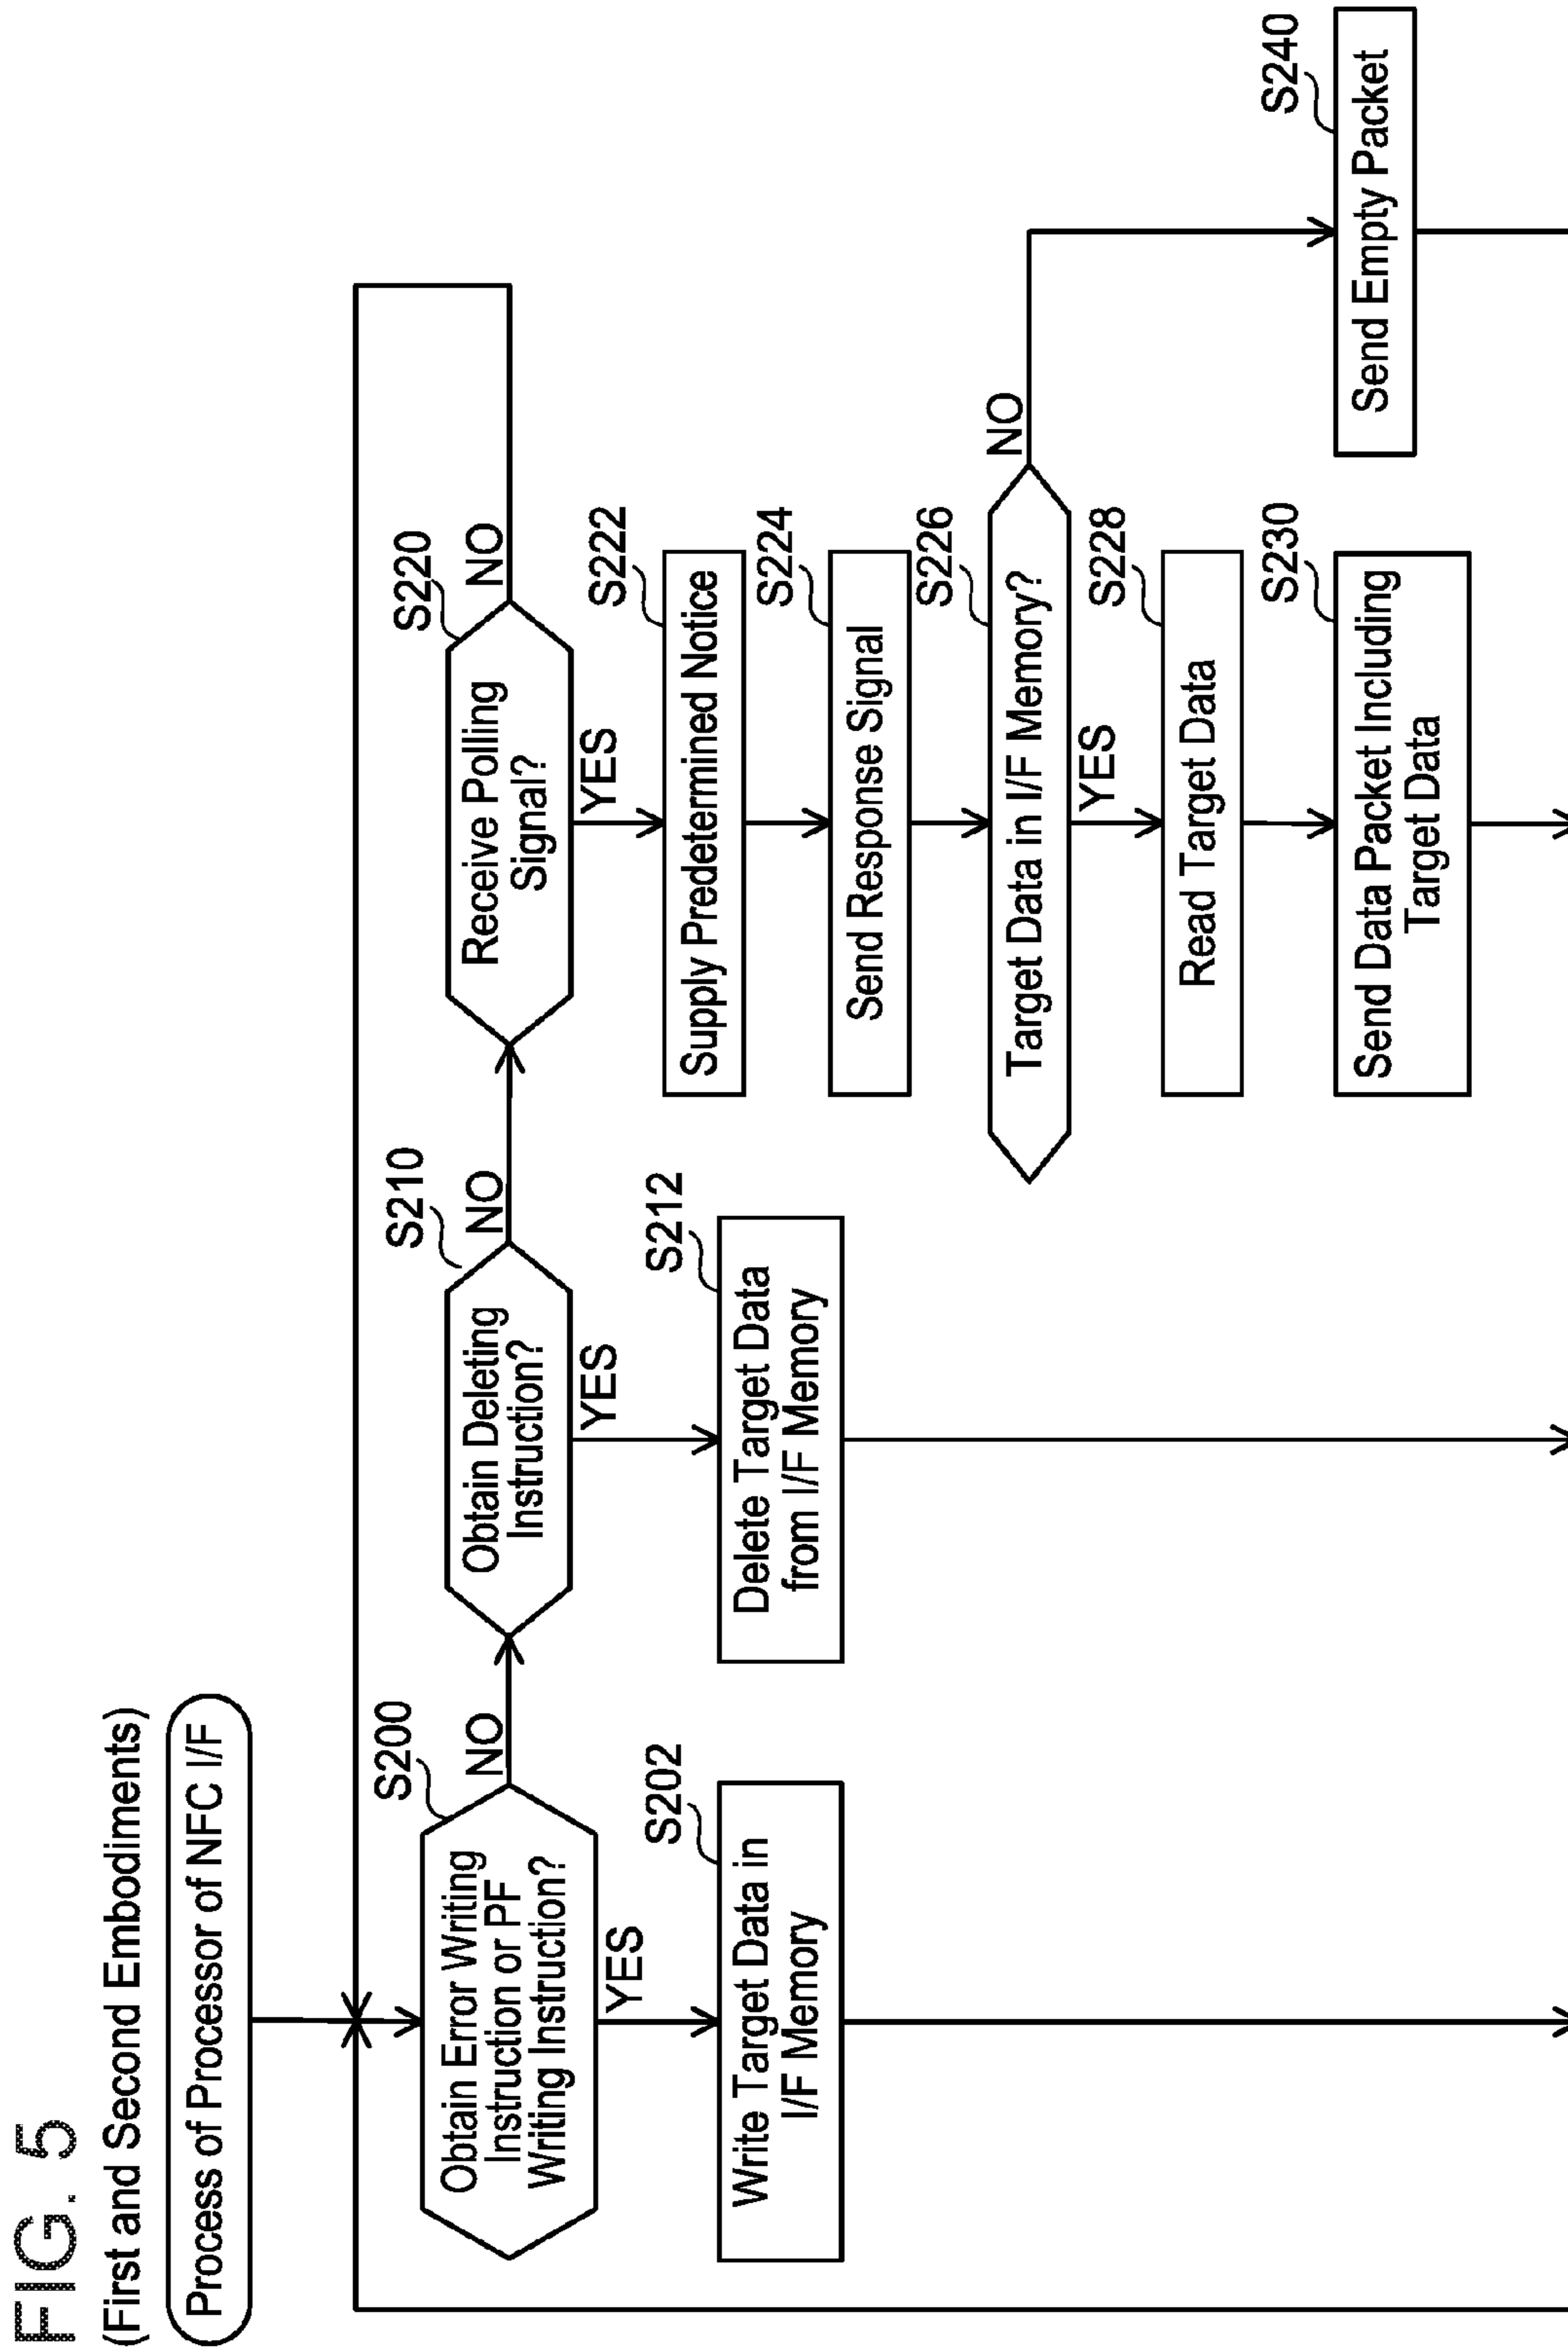 FIG. 5
(First and Second Embodiments)
Process of Processor of NFC I/F
S200
Obtain Error Writing
Instruction or PF
Writing Instruction?
NO
YES
S202
Write Target Data in
I/F Memory
S210
Obtain Deleting
Instruction?
NO
YES
S212
Delete Target Data
from I/F Memory
S220
Receive Polling
Signal?
NO
YES
S222
Supply Predetermined Notice
S224
Send Response Signal
S226
Target Data in I/F Memory?
NO
YES
S228
Read Target Data
S230
Send Data Packet Including
Target Data
S240
Send Empty Packet